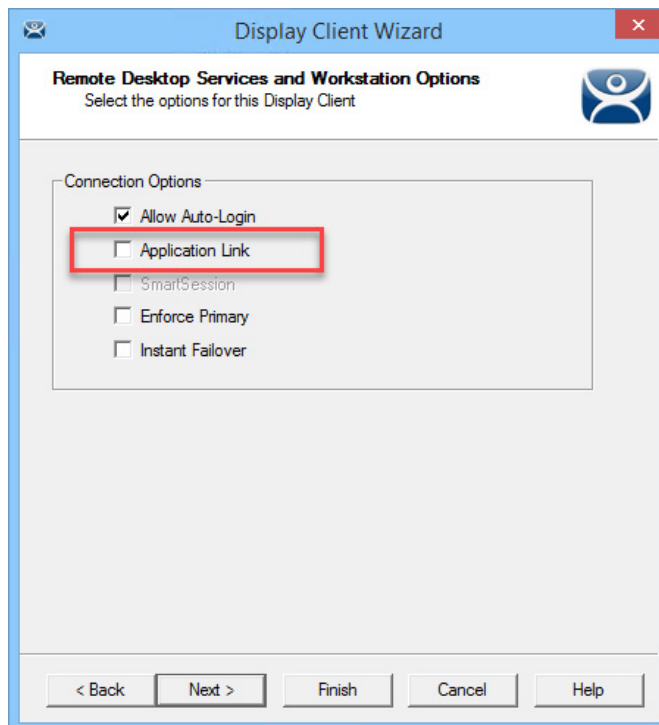 Display Client Wizard
Remote Desktop Services and Workstation Options
Select the options for this Display Client
Connection Options
Allow Auto-Login
Application Link
SmartSession
Enforce Primary
Instant Failover
< Back Next > Finish Cancel Help